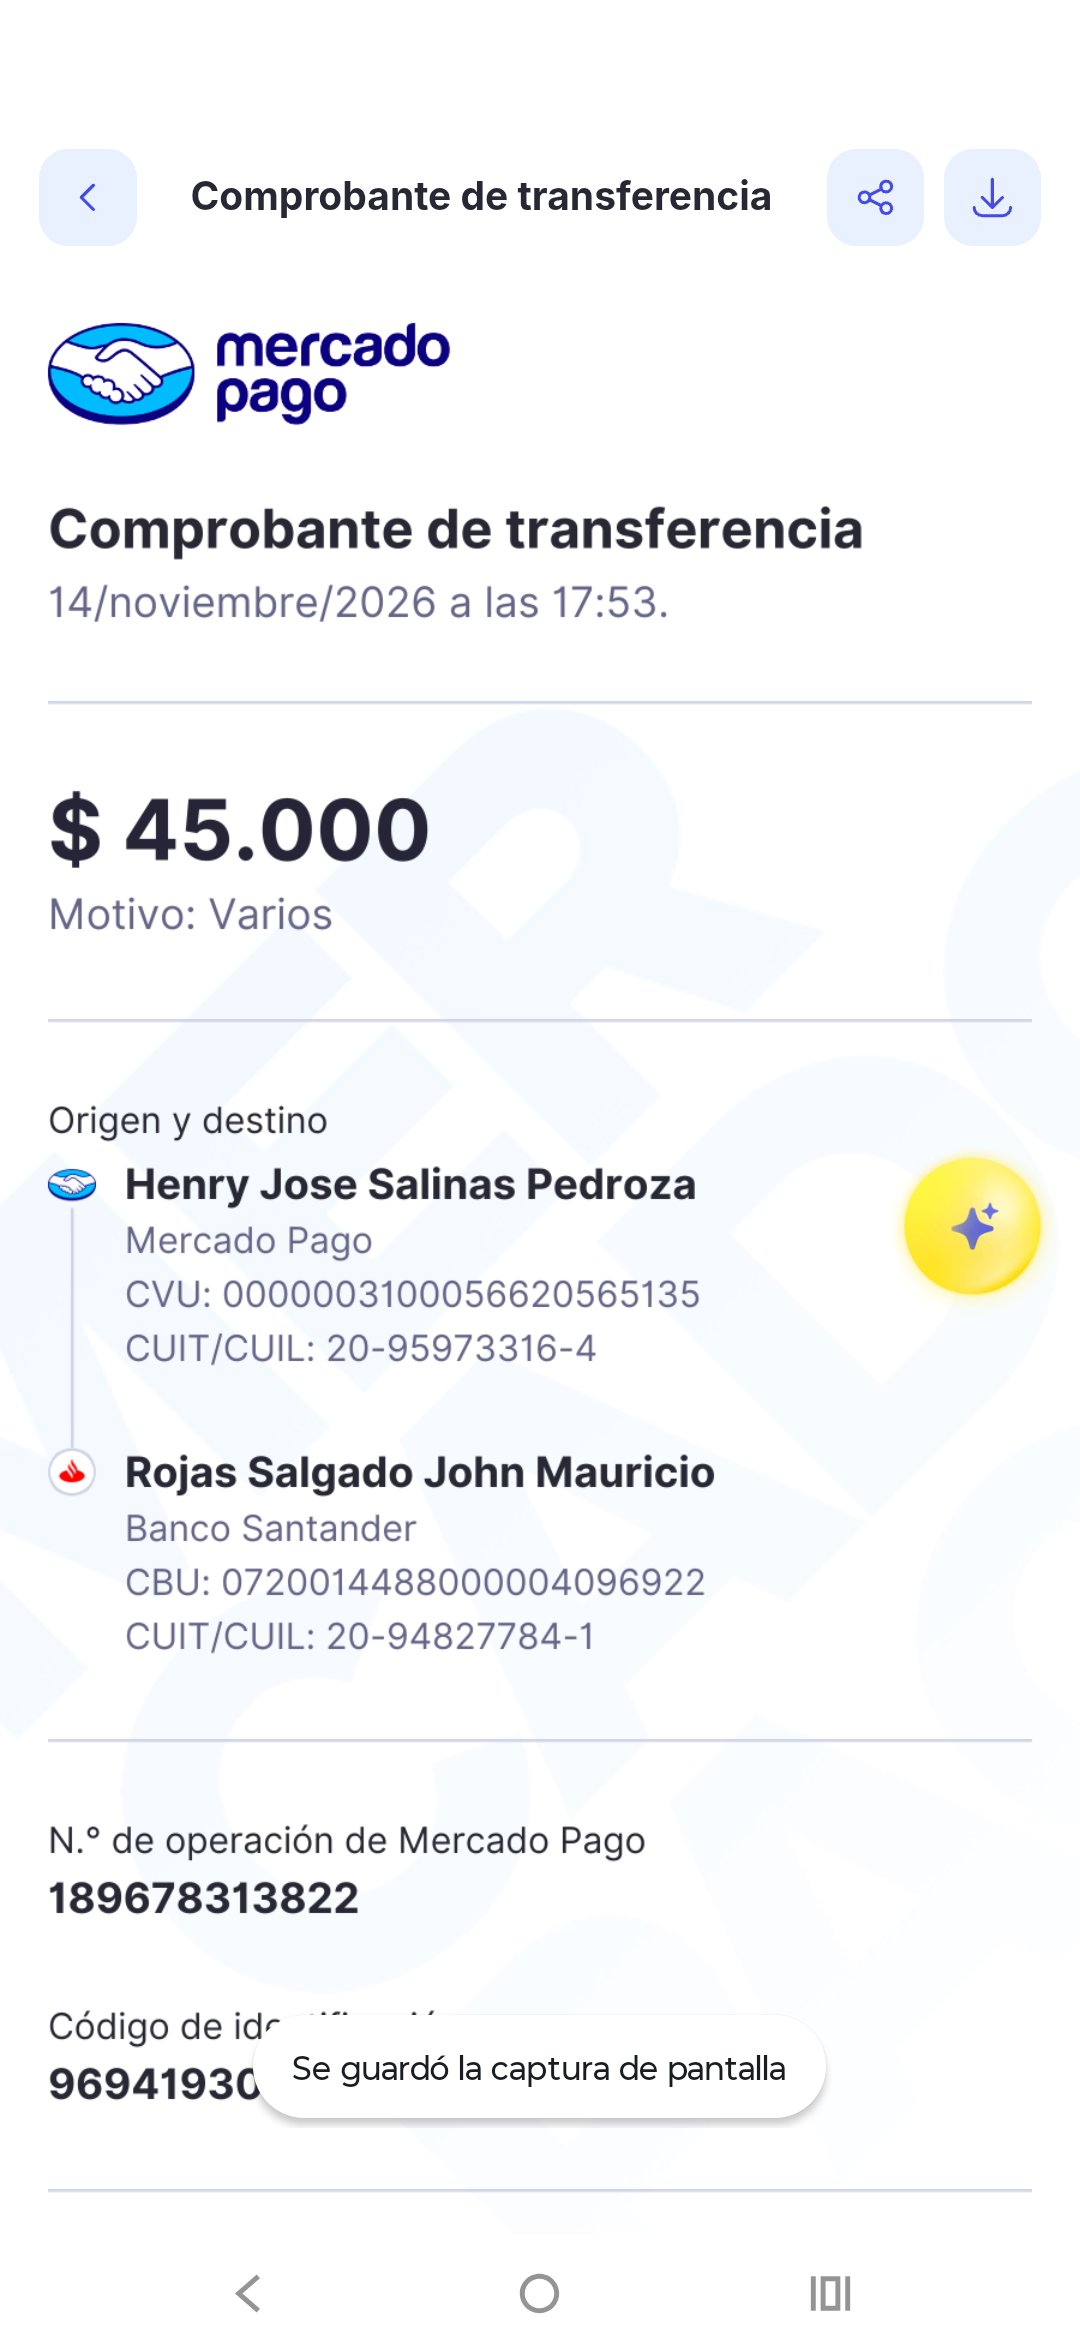 Comprobante de transferencia
mercado
pago
Comprobante de transferencia
14/noviembre/2026 a las 17:53.
$ 45.000
Motivo: Varios
Origen y destino
Henry Jose Salinas Pedroza
Mercado Pago
CVU: 0000003100056620565135
CUIT/CUIL: 20-95973316-4
Rojas Salgado John Mauricio
Banco Santander
CBU: 0720014488000004096922
CUIT/CUIL: 20-94827784-1
N.° de operación de Mercado Pago
189678313822
Código de
96941930
Se guardó la captura de pantalla